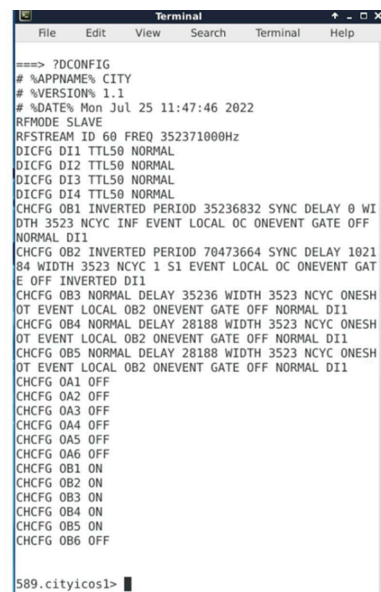 Terminal
File Edit View Search Terminal Help
===> ?DCONFIG
# %APPNAME% CITY
# %VERSION% 1.1
# %DATE% Mon Jul 25 11:47:46 2022
RFMODE SLAVE
RFSTREAM ID 60 FREQ 352371000Hz
DICFG DI1 TTL50 NORMAL
DICFG DI2 TTL50 NORMAL
DICFG DI3 TTL50 NORMAL
DICFG DI4 TTL50 NORMAL
CHCFG OB1 INVERTED PERIOD 35236832 SYNC DELAY 0 WI
DTH 3523 NCYC INF EVENT LOCAL OC ONEVENT GATE OFF
NORMAL DI1
CHCFG OB2 INVERTED PERIOD 70473664 SYNC DELAY 1021
84 WIDTH 3523 NCYC 1 S1 EVENT LOCAL OC ONEVENT GAT
E OFF INVERTED DI1
CHCFG OB3 NORMAL DELAY 35236 WIDTH 3523 NCYC ONESH
OT EVENT LOCAL OB2 ONEVENT GATE OFF NORMAL DI1
CHCFG OB4 NORMAL DELAY 28188 WIDTH 3523 NCYC ONESH
OT EVENT LOCAL OB2 ONEVENT GATE OFF NORMAL DI1
CHCFG OB5 NORMAL DELAY 28188 WIDTH 3523 NCYC ONESH
OT EVENT LOCAL OB2 ONEVENT GATE OFF NORMAL DI1
CHCFG OA1 OFF
CHCFG OA2 OFF
CHCFG OA3 OFF
CHCFG OA4 OFF
CHCFG OA5 OFF
CHCFG OA6 OFF
CHCFG OB1 ON
CHCFG OB2 ON
CHCFG OB3 ON
CHCFG OB4 ON
CHCFG OB5 ON
CHCFG OB6 OFF
589.cityicos1>